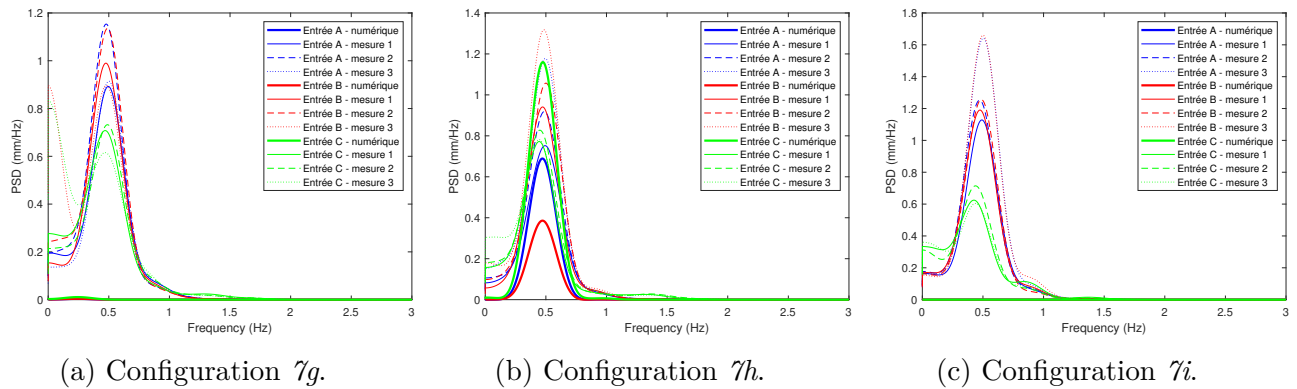 1.2
1
0.8
0.6
0.4
0.2
0
PSD (mm/Hz)
0 0.5 1 1.5 2 2.5 3
Frequency (Hz)
Entrée A - numérique
Entrée A - mesure 1
Entrée A - mesure 2
Entrée A - mesure 3
Entrée B - numérique
Entrée B - mesure 1
Entrée B - mesure 2
Entrée B - mesure 3
Entrée C - numérique
Entrée C - mesure 1
Entrée C - mesure 2
Entrée C - mesure 3
(a) Configuration 7g.
1.4
1.2
1
0.8
0.6
0.4
0.2
0
PSD (mm/Hz)
0 0.5 1 1.5 2 2.5 3
Frequency (Hz)
Entrée A - numérique
Entrée A - mesure 1
Entrée A - mesure 2
Entrée A - mesure 3
Entrée B - numérique
Entrée B - mesure 1
Entrée B - mesure 2
Entrée B - mesure 3
Entrée C - numérique
Entrée C - mesure 1
Entrée C - mesure 2
Entrée C - mesure 3
(b) Configuration 7h.
1.8
1.6
1.4
1.2
1
0.8
0.6
0.4
0.2
0
PSD (mm/Hz)
0 0.5 1 1.5 2 2.5 3
Frequency (Hz)
Entrée A - numérique
Entrée A - mesure 1
Entrée A - mesure 2
Entrée A - mesure 3
Entrée B - numérique
Entrée B - mesure 1
Entrée B - mesure 2
Entrée B - mesure 3
Entrée C - numérique
Entrée C - mesure 1
Entrée C - mesure 2
Entrée C - mesure 3
(c) Configuration 7i.